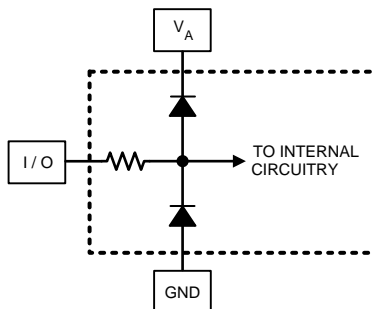 V_A
I / O
TO INTERNAL
CIRCUITRY
GND